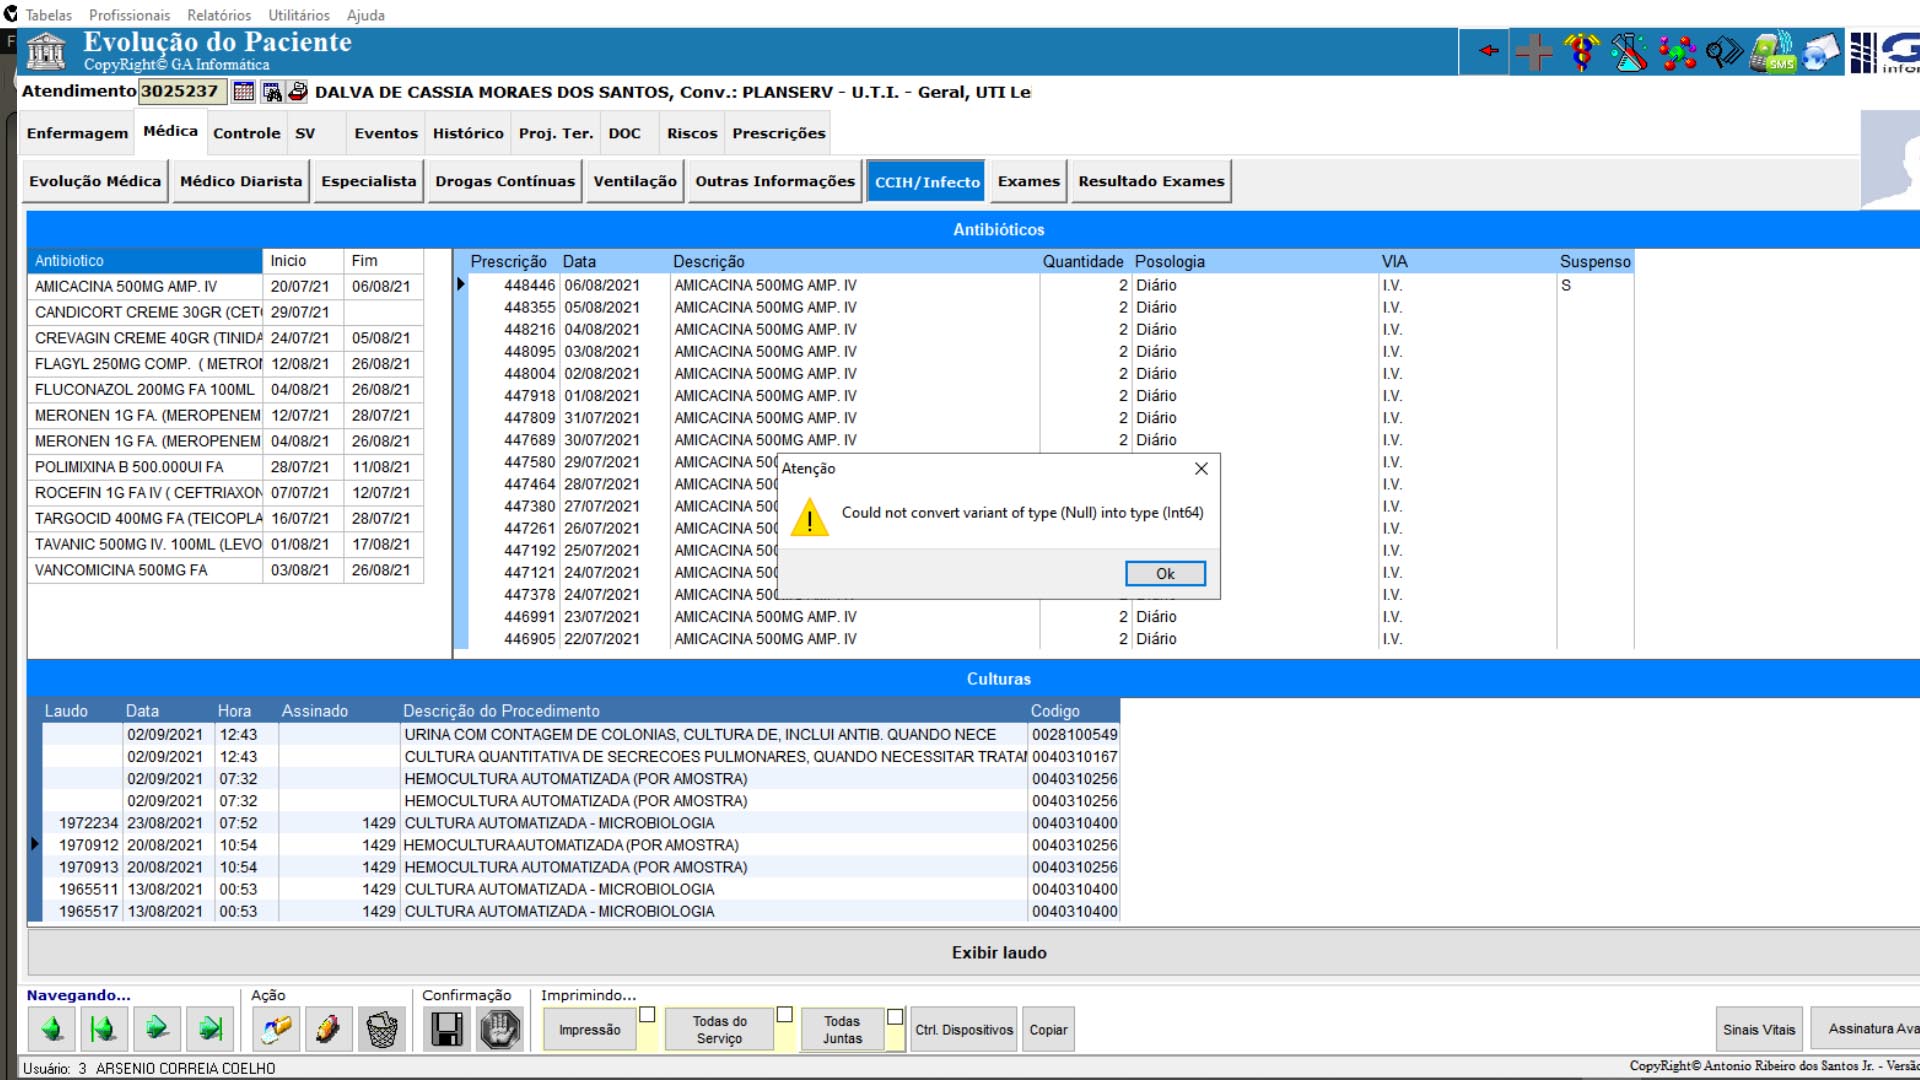 Tabelas Profissionais Relatórios Utilitários Ajuda
Evolução do Paciente
CopyRight© GA Informática
SMS
Atendimento 3025237 DALVA DE CASSIA MORAES DOS SANTOS, Conv.: PLANSERV - U.T.I. - Geral, UTI Le
Enfermagem Médica Controle SV Eventos Histórico Proj. Ter. DOC Riscos Prescrições
Evolução Médica Médico Diarista Especialista Drogas Contínuas Ventilação Outras Informações CCIH/Infecto Exames Resultado Exames
Antibióticos
Antibiotico Inicio Fim
AMICACINA 500MG AMP. IV 20/07/21 06/08/21
CANDICORT CREME 30GR (CET 29/07/21
CREVAGIN CREME 40GR (TINIDA 24/07/21 05/08/21
FLAGYL 250MG COMP. ( METRO 12/08/21 26/08/21
FLUCONAZOL 200MG FA 100ML 04/08/21 26/08/21
MERONEN 1G FA. (MEROPENEM 12/07/21 28/07/21
MERONEN 1G FA. (MEROPENEM 04/08/21 26/08/21
POLIMIXINA B 500.000UI FA 28/07/21 11/08/21
ROCEFIN 1G FA IV ( CEFTRIAXON 07/07/21 12/07/21
TARGOCID 400MG FA (TEICOPLA 16/07/21 28/07/21
TAVANIC 500MG IV. 100ML (LEVO 01/08/21 17/08/21
VANCOMICINA 500MG FA 03/08/21 26/08/21
Prescrição Data Descrição Quantidade Posologia VIA Suspenso
448446 06/08/2021 AMICACINA 500MG AMP. IV 2 Diário I.V. S
448355 05/08/2021 AMICACINA 500MG AMP. IV 2 Diário I.V.
448216 04/08/2021 AMICACINA 500MG AMP. IV 2 Diário I.V.
448095 03/08/2021 AMICACINA 500MG AMP. IV 2 Diário I.V.
448004 02/08/2021 AMICACINA 500MG AMP. IV 2 Diário I.V.
447918 01/08/2021 AMICACINA 500MG AMP. IV 2 Diário I.V.
447809 31/07/2021 AMICACINA 500MG AMP. IV 2 Diário I.V.
447689 30/07/2021 AMICACINA 500MG AMP. IV 2 Diário I.V.
447580 29/07/2021 AMICACINA 500 I.V.
447464 28/07/2021 AMICACINA 500 I.V.
447380 27/07/2021 AMICACINA 500 I.V.
447261 26/07/2021 AMICACINA 500 I.V.
447192 25/07/2021 AMICACINA 500 I.V.
447121 24/07/2021 AMICACINA 500 I.V.
447378 24/07/2021 AMICACINA 500MG AMP. IV I.V.
446991 23/07/2021 AMICACINA 500MG AMP. IV 2 Diário I.V.
446905 22/07/2021 AMICACINA 500MG AMP. IV 2 Diário I.V.
Atenção
Could not convert variant of type (Null) into type (Int64)
Ok
Culturas
Laudo Data Hora Assinado Descrição do Procedimento Codigo
02/09/2021 12:43 URINA COM CONTAGEM DE COLONIAS, CULTURA DE, INCLUI ANTIB. QUANDO NECE 0028100549
02/09/2021 12:43 CULTURA QUANTITATIVA DE SECRECOES PULMONARES, QUANDO NECESSITAR TRATA 0040310167
02/09/2021 07:32 HEMOCULTURA AUTOMATIZADA (POR AMOSTRA) 0040310256
02/09/2021 07:32 HEMOCULTURA AUTOMATIZADA (POR AMOSTRA) 0040310256
1972234 23/08/2021 07:52 1429 CULTURA AUTOMATIZADA - MICROBIOLOGIA 0040310400
1970912 20/08/2021 10:54 1429 HEMOCULTURA AUTOMATIZADA (POR AMOSTRA) 0040310256
1970913 20/08/2021 10:54 1429 HEMOCULTURA AUTOMATIZADA (POR AMOSTRA) 0040310256
1965511 13/08/2021 00:53 1429 CULTURA AUTOMATIZADA - MICROBIOLOGIA 0040310400
1965517 13/08/2021 00:53 1429 CULTURA AUTOMATIZADA - MICROBIOLOGIA 0040310400
Exibir laudo
Navegando... Ação Confirmação Imprimindo...
Impressão Todas do Serviço Todas Juntas Ctrl. Dispositivos Copiar Sinais Vitais Assinatura Ava
Usuário: 3 ARSENIO CORREIA COELHO CopyRight© Antonio Ribeiro dos Santos Jr. - Versão